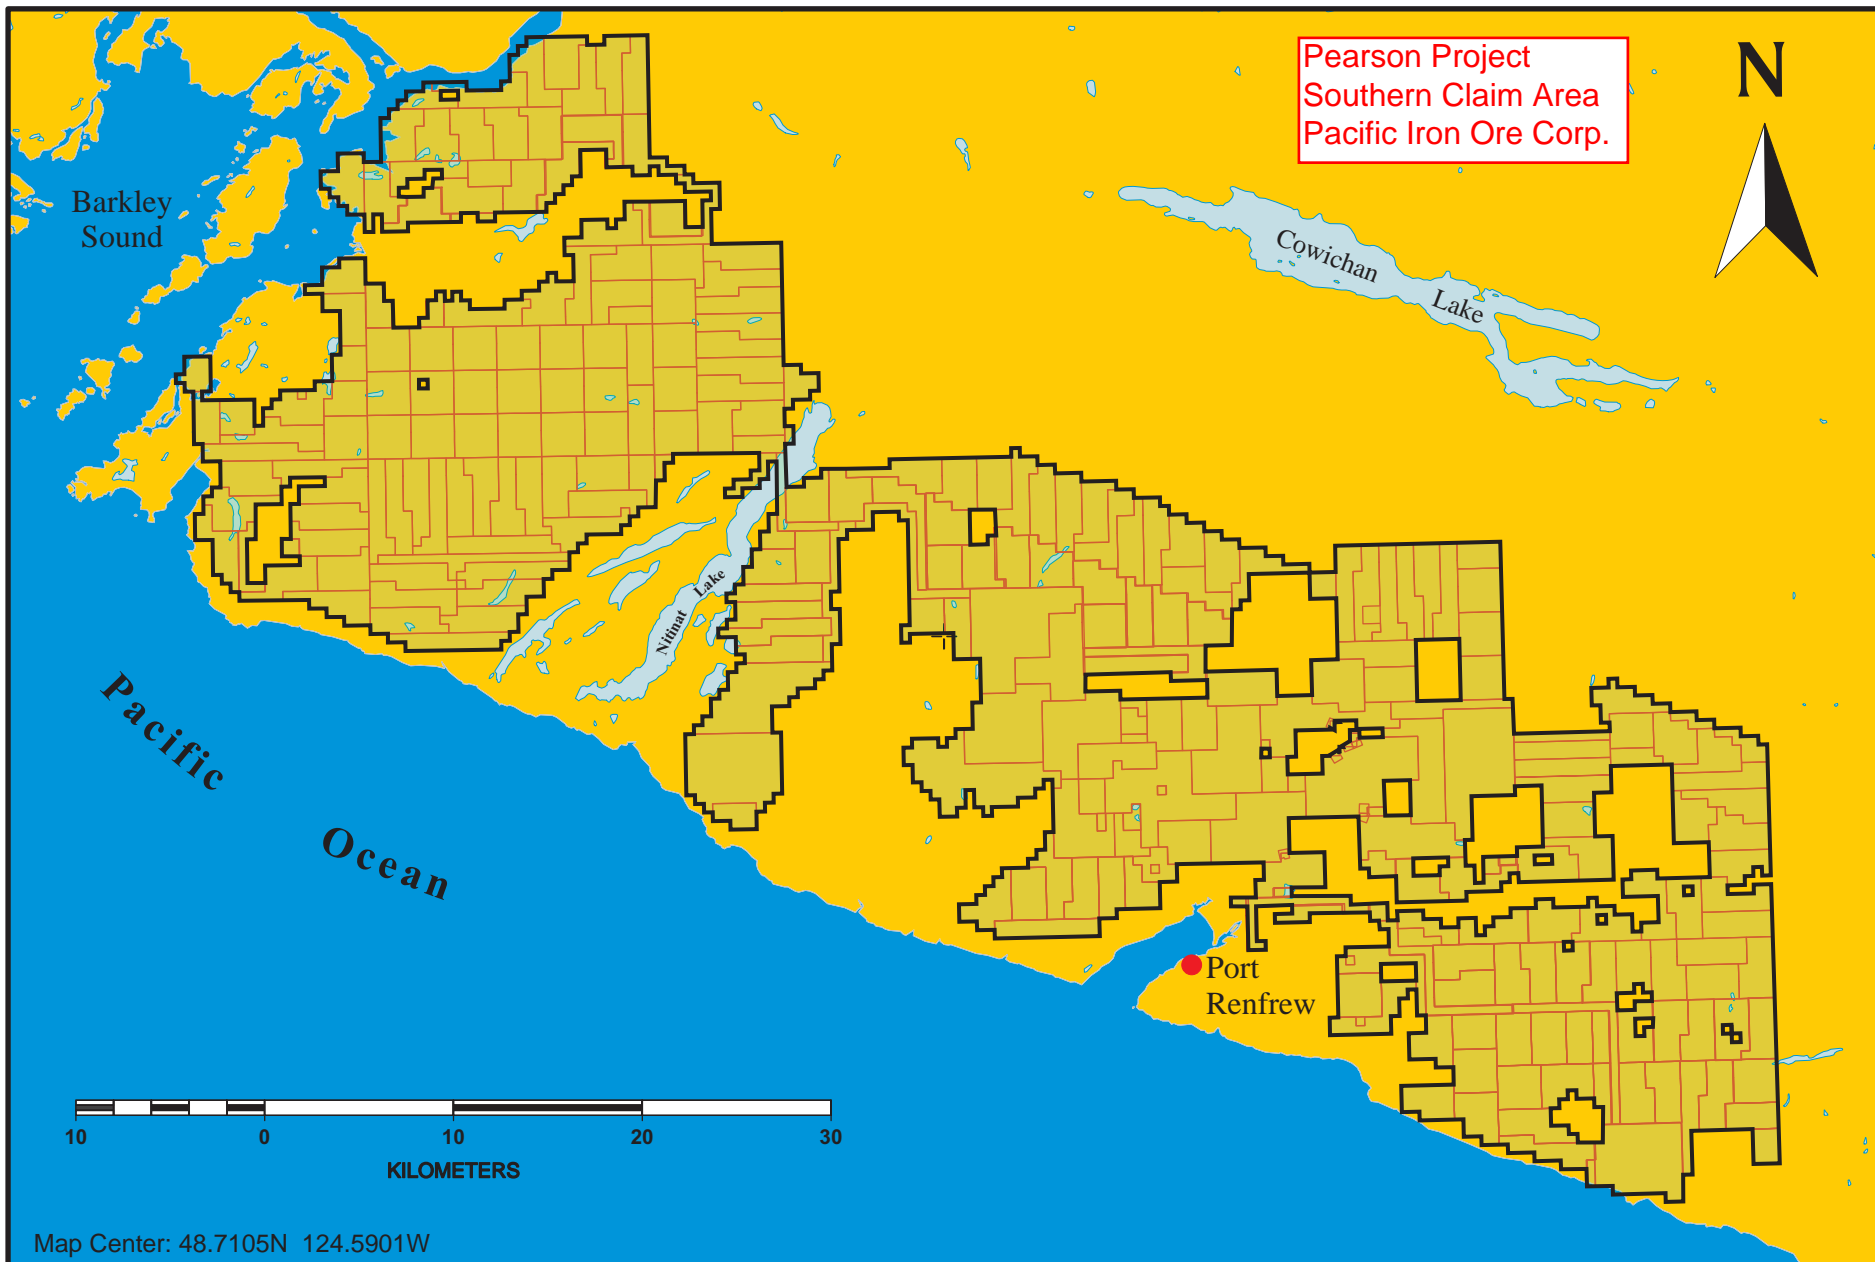 Pearson Project
Southern Claim Area
Pacific Iron Ore Corp.
N
Barkley
Sound
Cowichan
Lake
Nitinat Lake
Pacific
Ocean
Port
Renfrew
10 0 10 20 30
KILOMETERS
Map Center: 48.7105N 124.5901W